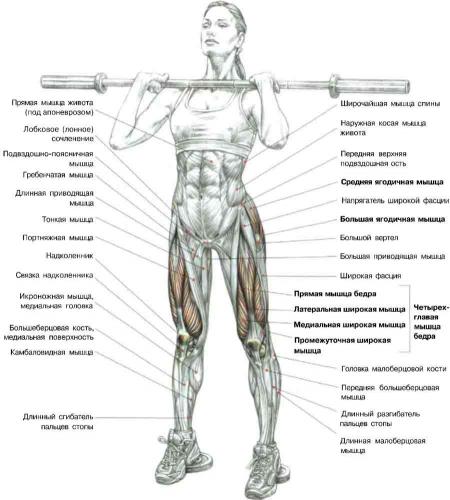 Прямая мышца живота
(под апоневрозом)
Лобковое (лонное)
сочленение
Подвздошно-поясничная
мышца
Гребенчатая мышца
Длинная приводящая
мышца
Тонкая мышца
Портняжная мышца
Надколенник
Связка надколенника
Икроножная мышца,
медиальная головка
Большеберцовая кость,
медиальная поверхность
Камбаловидная мышца
Длинный сгибатель
пальцев стопы
Широчайшая мышца спины
Наружная косая мышца
живота
Передняя верхняя
подвздошная ость
Средняя ягодичная мышца
Напрягатель широкой фасции
Большая ягодичная мышца
Большой вертел
Большая приводящая мышца
Широкая фасция
Прямая мышца бедра
Латеральная широкая мышца
Медиальная широкая мышца
Промежуточная широкая
мышца
Четырех-
главая
мышца
бедра
Головка малоберцовой кости
Передняя большеберцовая
мышца
Длинный разгибатель
пальцев стопы
Длинная малоберцовая
мышца